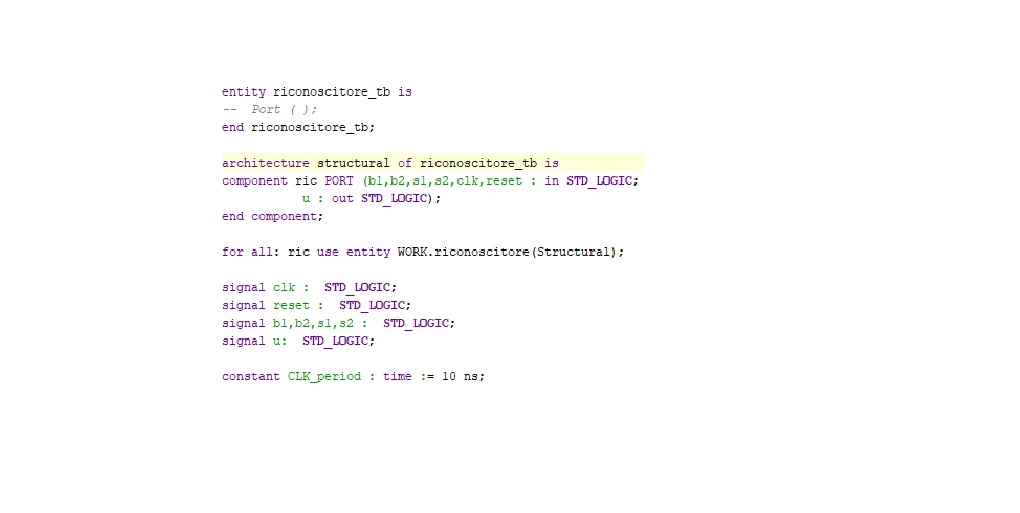 entity riconoscitore_tb is
-- Port ( );
end riconoscitore_tb;
architecture structural of riconoscitore_tb is
component ric PORT (b1,b2,s1,s2,clk,reset : in STD_LOGIC;
u : out STD_LOGIC);
end component;
for all: ric use entity WORK.riconoscitore(Structural);
signal clk : STD_LOGIC;
signal reset : STD_LOGIC;
signal b1,b2,s1,s2 : STD_LOGIC;
signal u: STD_LOGIC;
constant CLK_period : time := 10 ns;